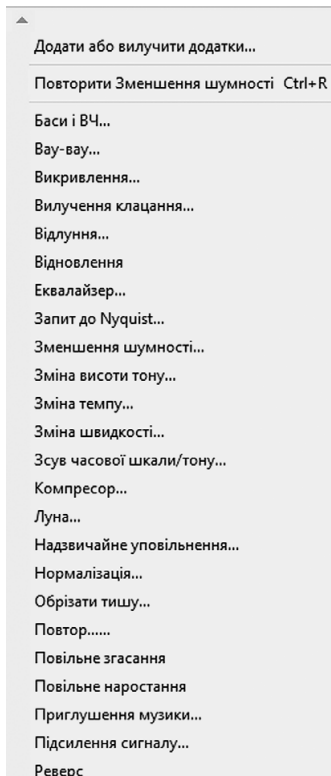 Додати або вилучити додатки...
Повторити Зменшення шумності Ctrl+R
Баси і ВЧ...
Вау-вау...
Викривлення...
Вилучення клацання...
Відлуння...
Відновлення
Еквалайзер...
Запит до Nyquist...
Зменшення шумності...
Зміна висоти тону...
Зміна темпу...
Зміна швидкості...
Зсув часової шкали/тону...
Компресор...
Луна...
Надзвичайне уповільнення...
Нормалізація...
Обрізати тишу...
Повтор......
Повільне згасання
Повільне наростання
Приглушення музики...
Підсилення сигналу...
Реверс